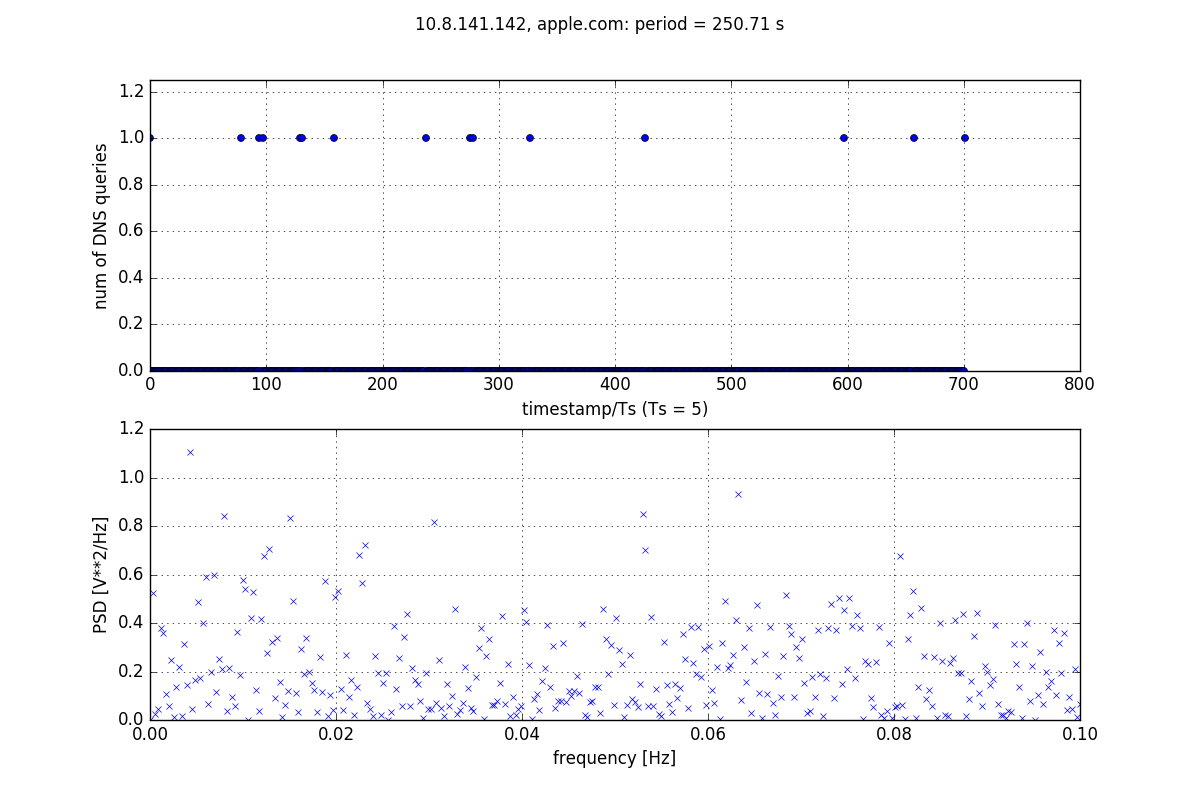 10.8.141.142, apple.com: period = 250.71 s
1.2
1.0
0.8
0.6
0.4
0.2
0.0
num of DNS queries
0 100 200 300 400 500 600 700 800
timestamp/Ts (Ts = 5)
1.2
1.0
0.8
0.6
0.4
0.2
0.0
PSD [V**2/Hz]
0.00 0.02 0.04 0.06 0.08 0.10
frequency [Hz]